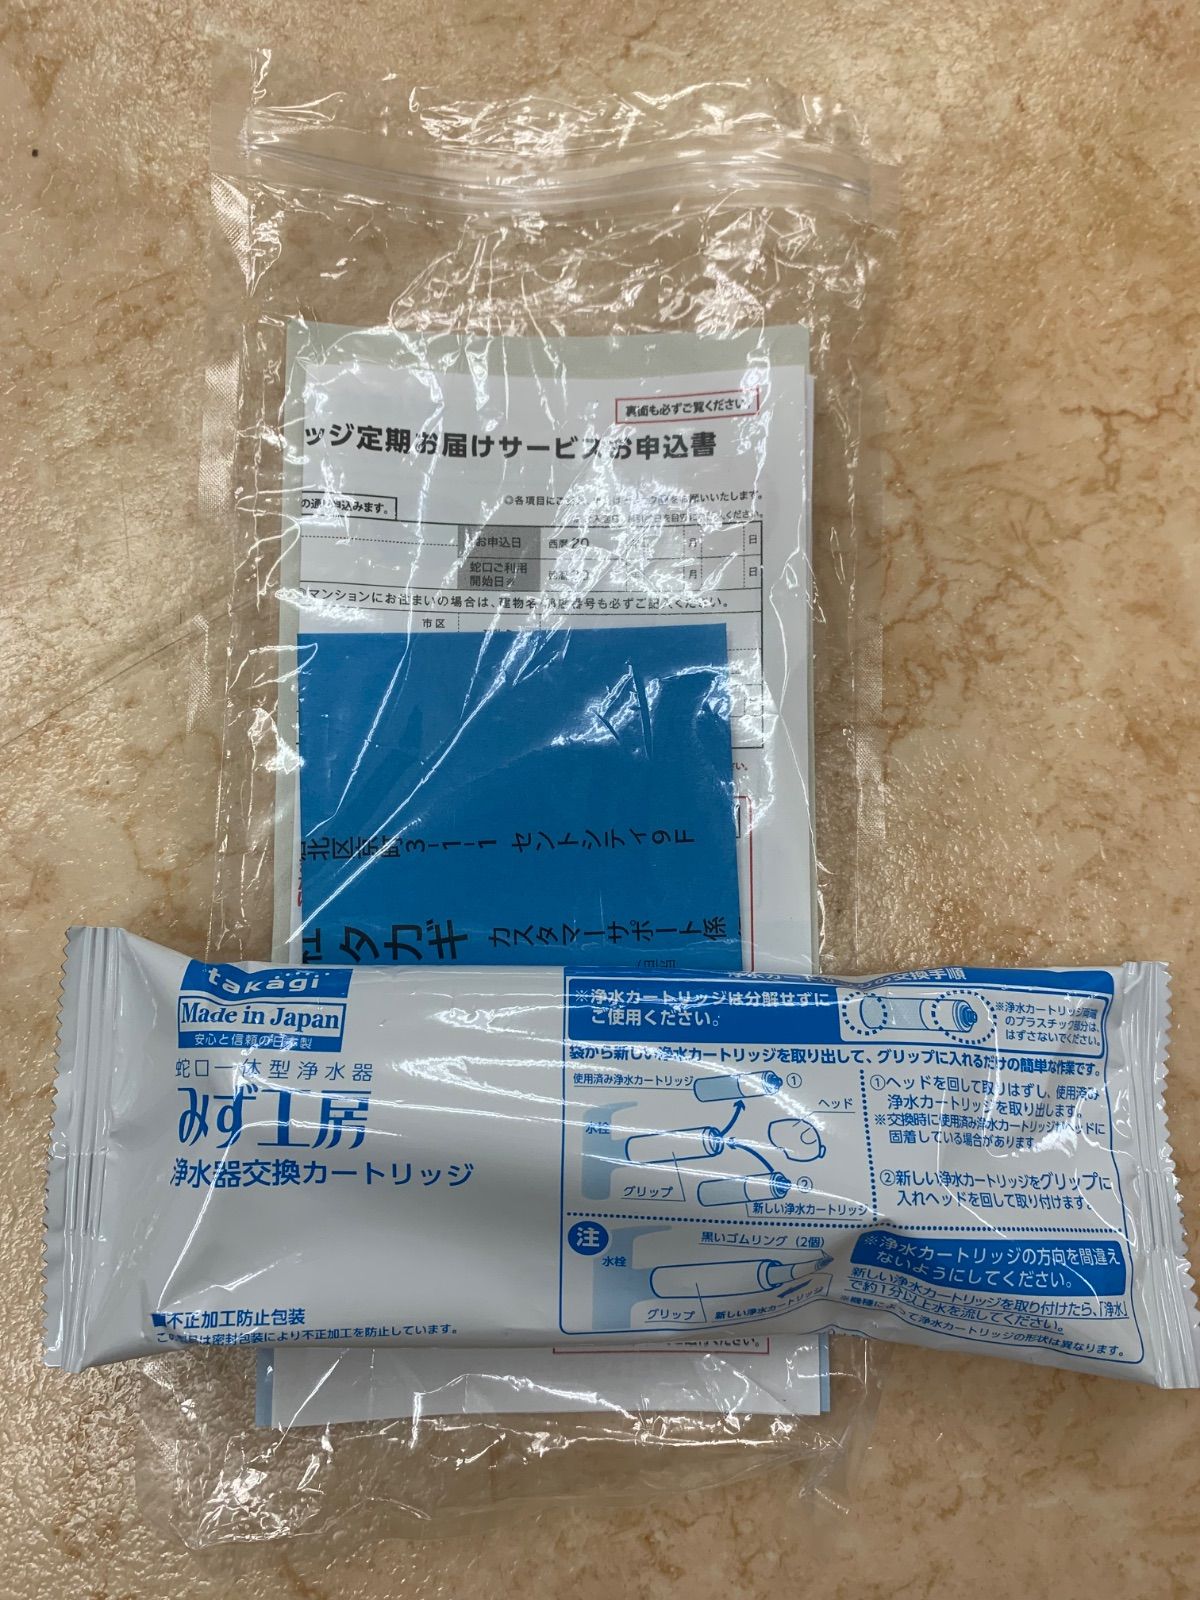 裏面も必ずご覧ください。
ッジ定期お届けサービスお申込書
の通り申込みます。
◎各項目にご
いいたします。
お申込日 西暦20 年 月 日
蛇口ご利用
開始日※ 月 日
マンションにお住まいの場合は、建物名 番号も必ずご記入ください。
市区
北区京町3-1-1 セントシティ9F
タカギ カスタマーサポート係
takagi
Made in Japan
安心と信頼の日本製
蛇口一体型浄水器
みず工房
浄水器交換カートリッジ
■不正加工防止包装
この製品は密封包装により不正加工を防止しています。
の交換手順
※浄水カートリッジは分解せずに
ご使用ください。
※浄水カートリッジ両端
のプラスチック部分は、
はずさないでください。
袋から新しい浄水カートリッジを取り出して、グリップに入れるだけの簡単な作業です。
使用済み浄水カートリッジ ①
ヘッド
水栓
グリップ
②
新しい浄水カートリッジ
①ヘッドを回して取りはずし、使用済み
浄水カートリッジを取り出します。
※交換時に使用済み浄水カートリッジがヘッドに
固着している場合があります。
②新しい浄水カートリッジをグリップに
入れヘッドを回して取り付けます。
注
水栓
黒いゴムリング(2個)
グリップ
新しい浄水カートリッジ
※浄水カートリッジの方向を間違え
ないようにしてください。
新しい浄水カートリッジを取り付けたら、「浄水」
で約1分以上水を流してください。
※機種によって浄水カートリッジの形状は異なります。